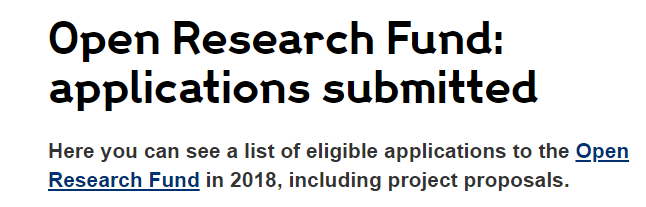 Open Research Fund:
applications submitted
Here you can see a list of eligible applications to the Open
Research Fund in 2018, including project proposals.